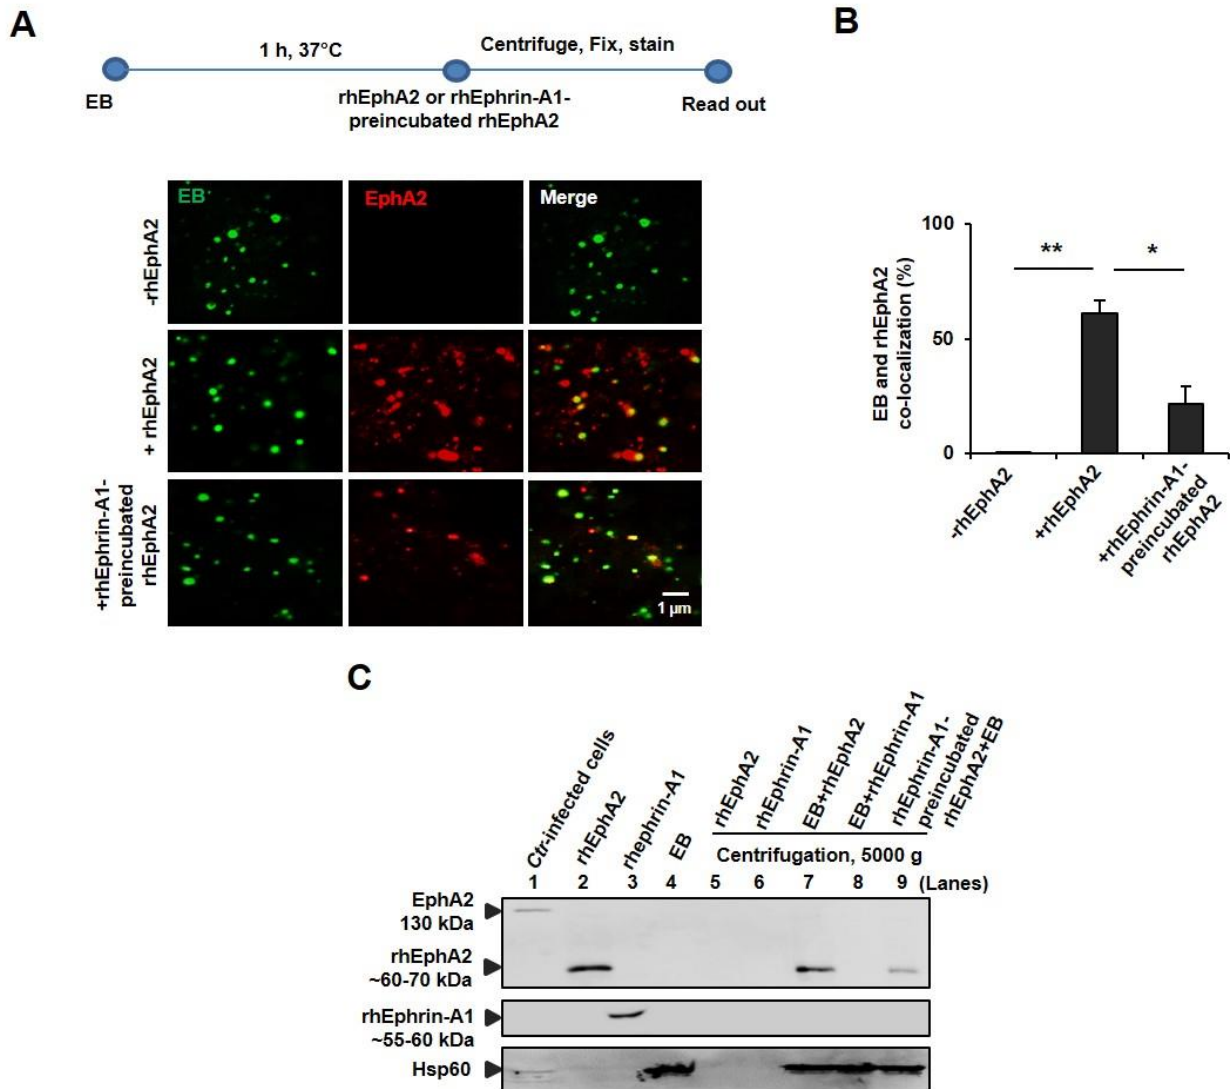 A
1 h, 37°C
Centrifuge, Fix, stain
EB
rhEphA2 or rhEphrin-A1-
preincubated rhEphA2
Read out
EB
EphA2
Merge
-rhEphA2
+ rhEphA2
+rhEphrin-A1-
preincubated
rhEphA2
1 µm
B
EB and rhEphA2
co-localization (%)
100
50
0
**
*
-rhEphA2
+rhEphA2
+rhEphrin-A1-
preincubated
rhEphA2
C
Ctr-infected cells
rhEphA2
rhephrin-A1
EB
rhEphA2
rhEphrin-A1
EB+rhEphA2
EB+rhEphrin-A1
rhEphrin-A1-
preincubated
rhEphA2+EB
Centrifugation, 5000 g
1 2 3 4 5 6 7 8 9 (Lanes)
EphA2
130 kDa
rhEphA2
~60-70 kDa
rhEphrin-A1
~55-60 kDa
Hsp60